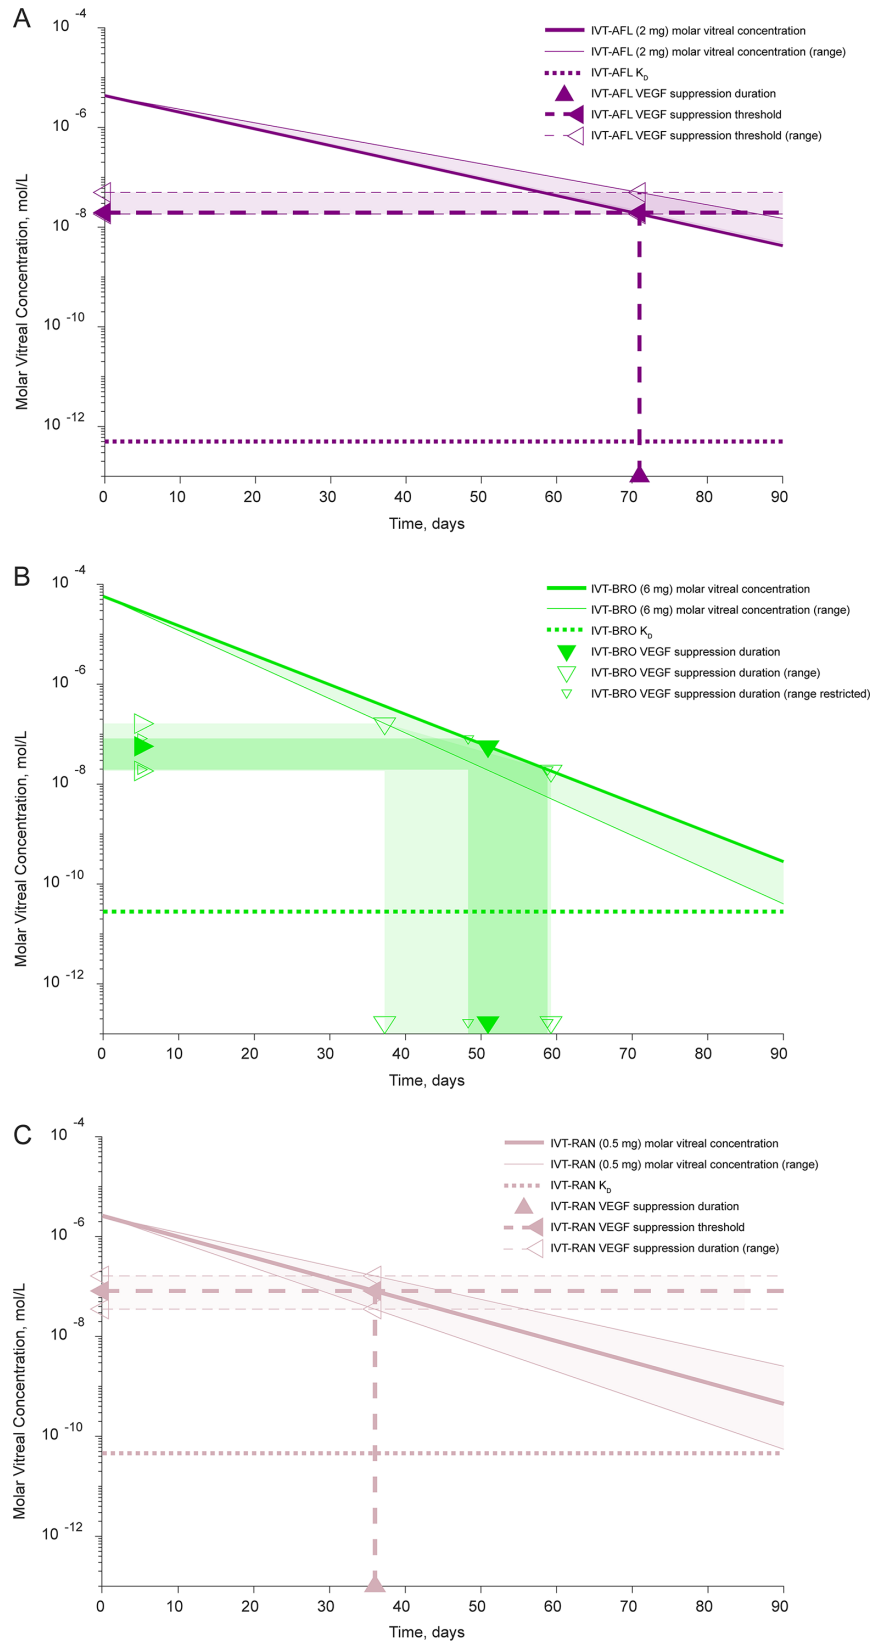 A
10 -4
10 -6
10 -8
10 -10
10 -12
Molar Vitreal Concentration, mol/L
IVT-AFL (2 mg) molar vitreal concentration
IVT-AFL (2 mg) molar vitreal concentration (range)
IVT-AFL KD
IVT-AFL VEGF suppression duration
IVT-AFL VEGF suppression threshold
IVT-AFL VEGF suppression threshold (range)
0 10 20 30 40 50 60 70 80 90
Time, days
B
10 -4
10 -6
10 -8
10 -10
10 -12
Molar Vitreal Concentration, mol/L
IVT-BRO (6 mg) molar vitreal concentration
IVT-BRO (6 mg) molar vitreal concentration (range)
IVT-BRO KD
IVT-BRO VEGF suppression duration
IVT-BRO VEGF suppression duration (range)
IVT-BRO VEGF suppression duration (range restricted)
0 10 20 30 40 50 60 70 80 90
Time, days
C
10 -4
10 -6
10 -8
10 -10
10 -12
Molar Vitreal Concentration, mol/L
IVT-RAN (0.5 mg) molar vitreal concentration
IVT-RAN (0.5 mg) molar vitreal concentration (range)
IVT-RAN KD
IVT-RAN VEGF suppression duration
IVT-RAN VEGF suppression threshold
IVT-RAN VEGF suppression duration (range)
0 10 20 30 40 50 60 70 80 90
Time, days